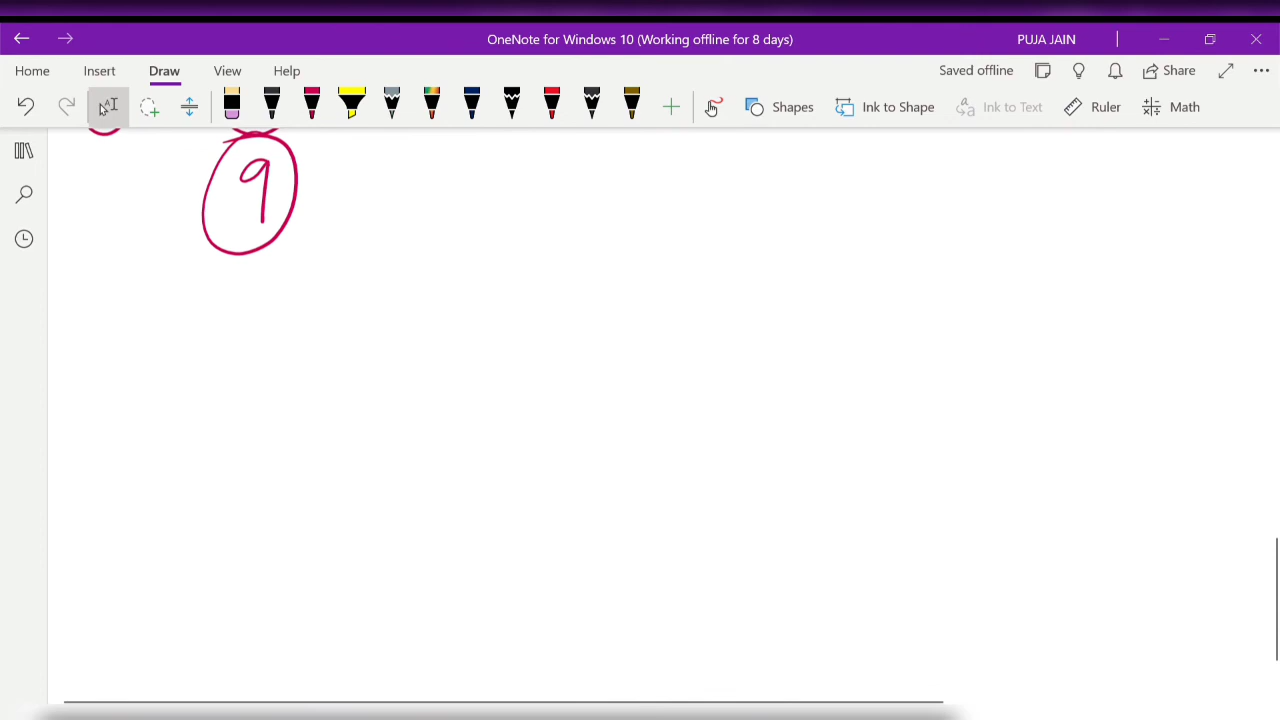 OneNote for Windows 10 (Working offline for 8 days)
PUJA JAIN
Home Insert Draw View Help
Saved offline Share
Shapes Ink to Shape Ink to Text Ruler Math
9